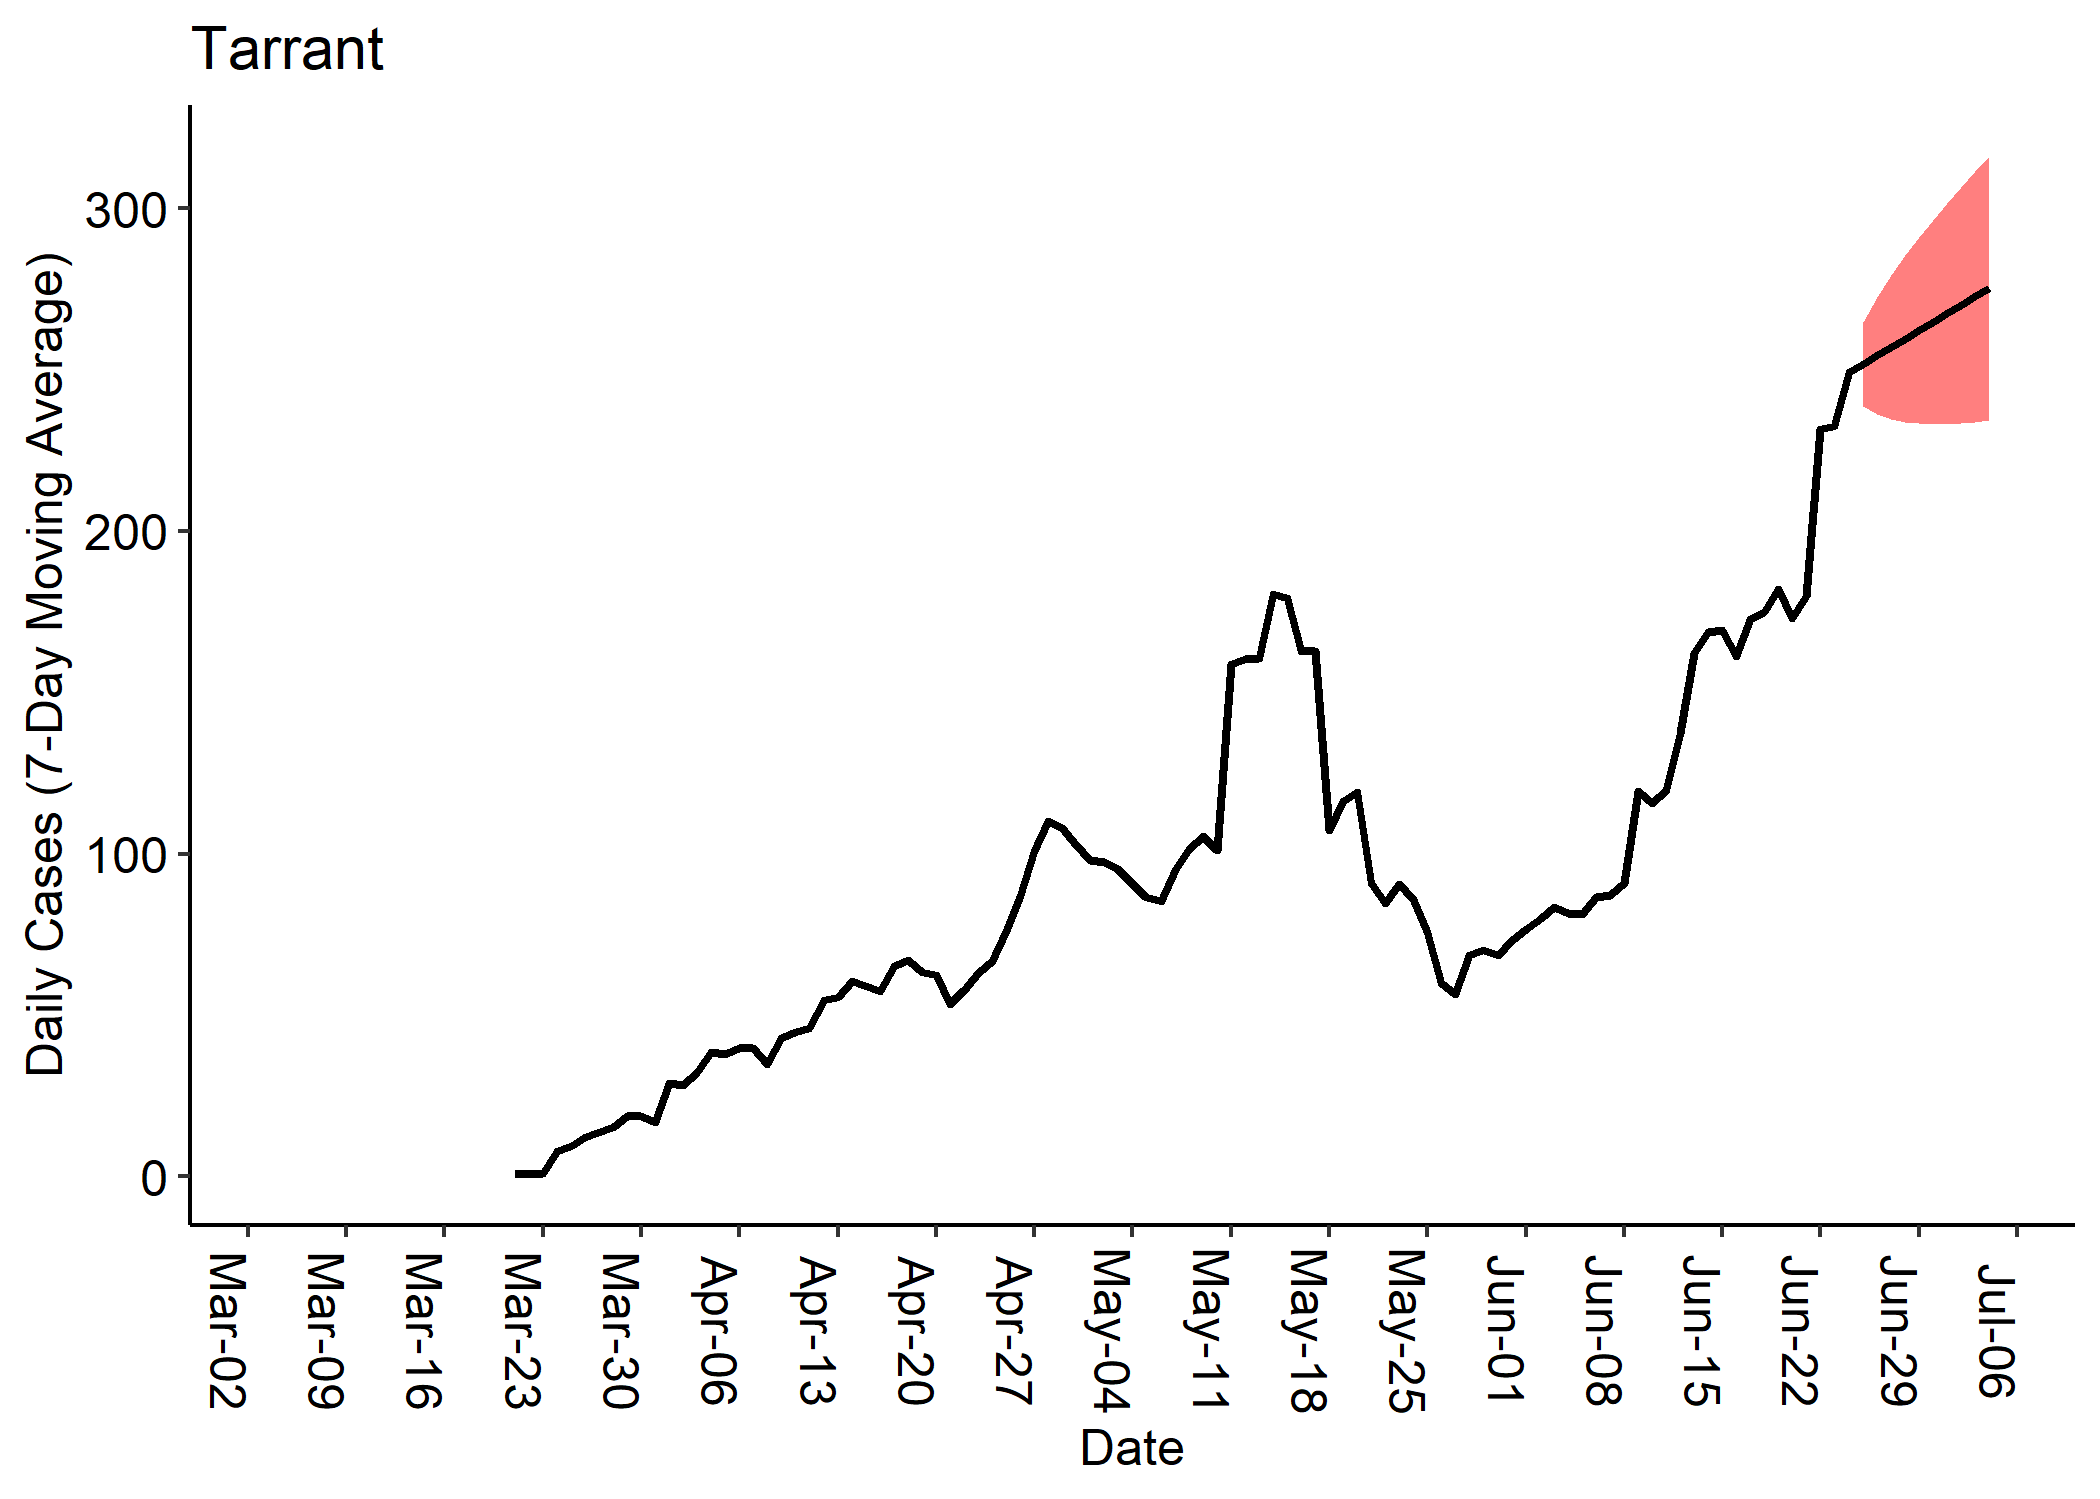 Tarrant
Daily Cases (7-Day Moving Average)
300
200
100
0
Mar-02
Mar-09
Mar-16
Mar-23
Mar-30
Apr-06
Apr-13
Apr-20
Apr-27
May-04
May-11
May-18
May-25
Jun-01
Jun-08
Jun-15
Jun-22
Jun-29
Jul-06
Date